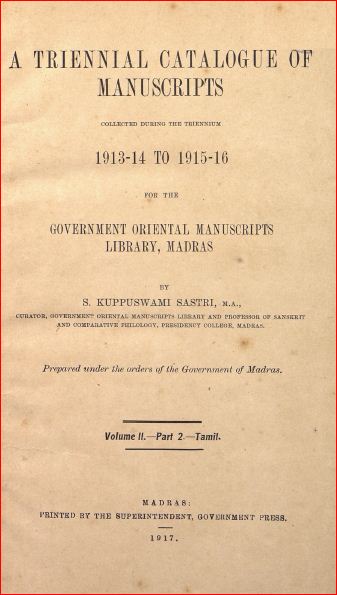 A TRIENNIAL CATALOGUE OF
MANUSCRIPTS
COLLECTED DURING THE TRIENNIUM
1913-14 TO 1915-16
FOR THE
GOVERNMENT ORIENTAL MANUSCRIPTS
LIBRARY, MADRAS
BY
S. KUPPUSWAMI SASTRI, M.A.,
CURATOR, GOVERNMENT ORIENTAL MANUSCRIPTS LIBRARY AND PROFESSOR OF SANSKRIT
AND COMPARATIVE PHILOLOGY, PRESIDENCY COLLEGE, MADRAS.
Prepared under the orders of the Government of Madras.
Volume II.—Part 2.—Tamil.
MADRAS:
PRINTED BY THE SUPERINTENDENT, GOVERNMENT PRESS.
1917.